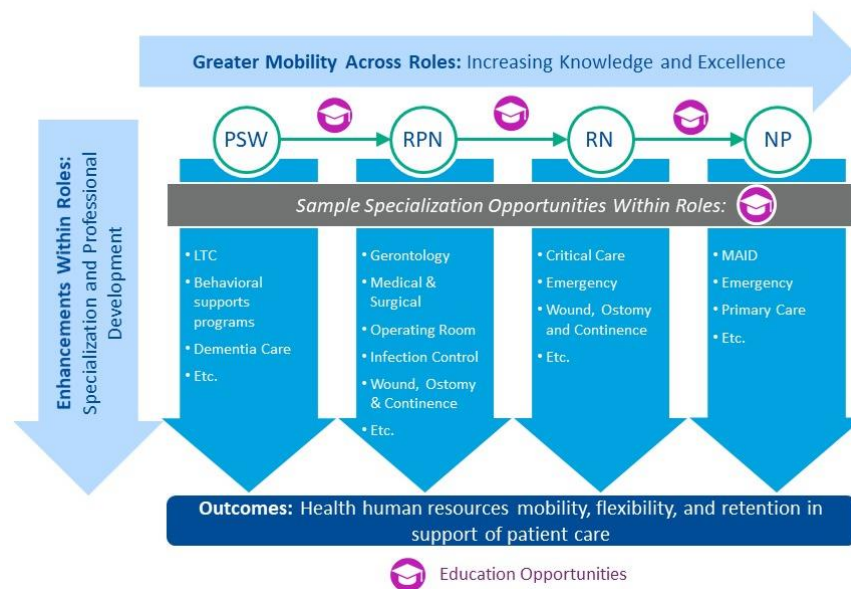 Greater Mobility Across Roles: Increasing Knowledge and Excellence
Enhancements Within Roles:
Specialization and Professional
Development
PSW
RPN
RN
NP
Sample Specialization Opportunities Within Roles:
• LTC
• Behavioral
supports
programs
• Dementia Care
• Etc.
• Gerontology
• Medical &
Surgical
• Operating Room
• Infection Control
• Wound, Ostomy
& Continence
• Etc.
• Critical Care
• Emergency
• Wound, Ostomy
and Continence
• Etc.
• MAID
• Emergency
• Primary Care
• Etc.
Outcomes: Health human resources mobility, flexibility, and retention in
support of patient care
Education Opportunities